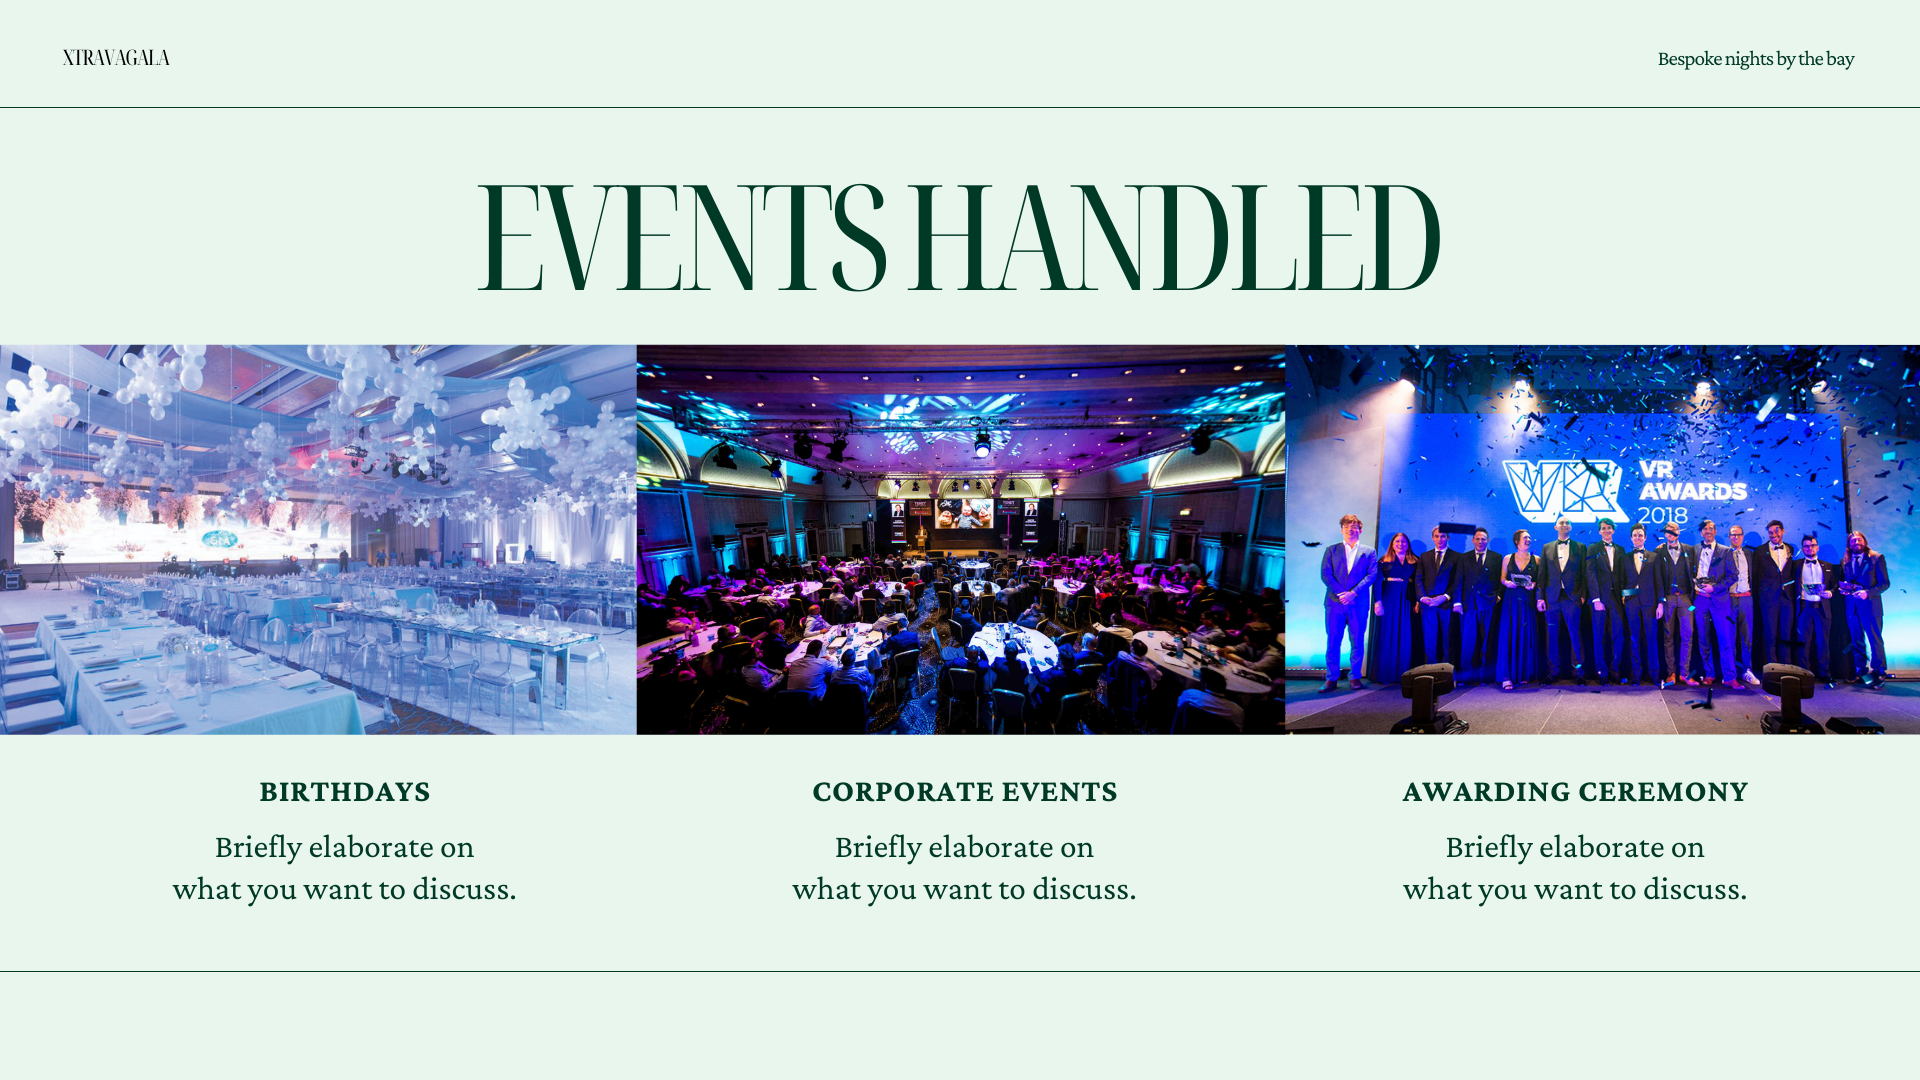 XTRAVAGALA
Bespoke nights by the bay
EVENTS HANDLED
VR
AWARDS
2018
BIRTHDAYS
Briefly elaborate on
what you want to discuss.
CORPORATE EVENTS
Briefly elaborate on
what you want to discuss.
AWARDING CEREMONY
Briefly elaborate on
what you want to discuss.